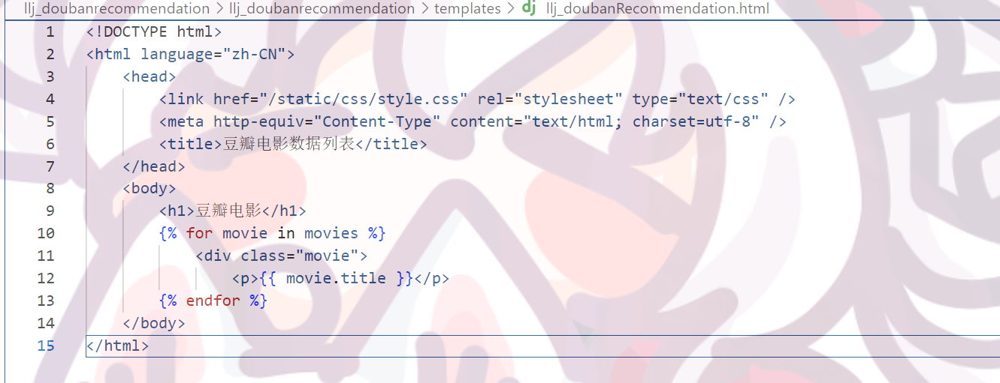 llj_doubanrecommendation > llj_doubanrecommendation > templates > dj llj_doubanRecommendation.html
1 <!DOCTYPE html>
2 <html language="zh-CN">
3 <head>
4 <link href="/static/css/style.css" rel="stylesheet" type="text/css" />
5 <meta http-equiv="Content-Type" content="text/html; charset=utf-8" />
6 <title>豆瓣电影数据列表</title>
7 </head>
8 <body>
9 <h1>豆瓣电影</h1>
10 {% for movie in movies %}
11 <div class="movie">
12 <p>{{ movie.title }}</p>
13 {% endfor %}
14 </body>
15 </html>